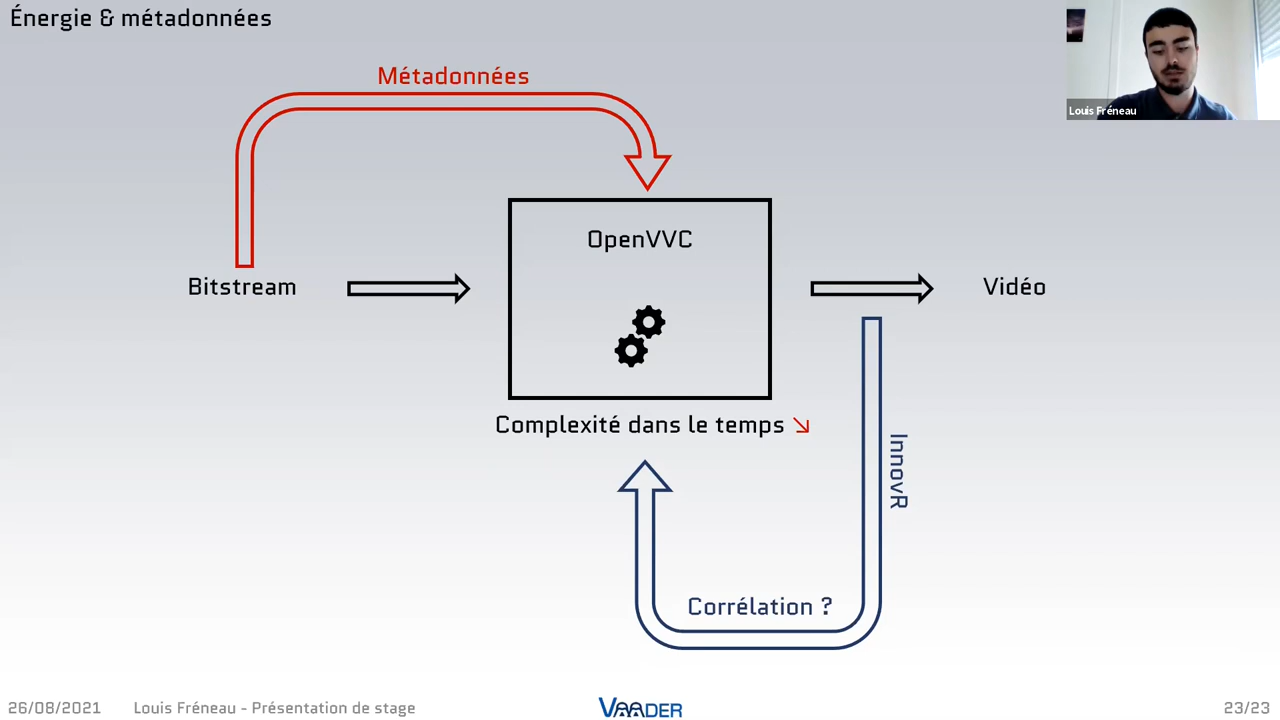 Énergie & métadonnées
Louis Fréneau
Métadonnées
OpenVVC
Bitstream
Vidéo
Complexité dans le temps ↘
InnovR
Corrélation ?
26/08/2021
Louis Fréneau - Présentation de stage
VAADER
23/23